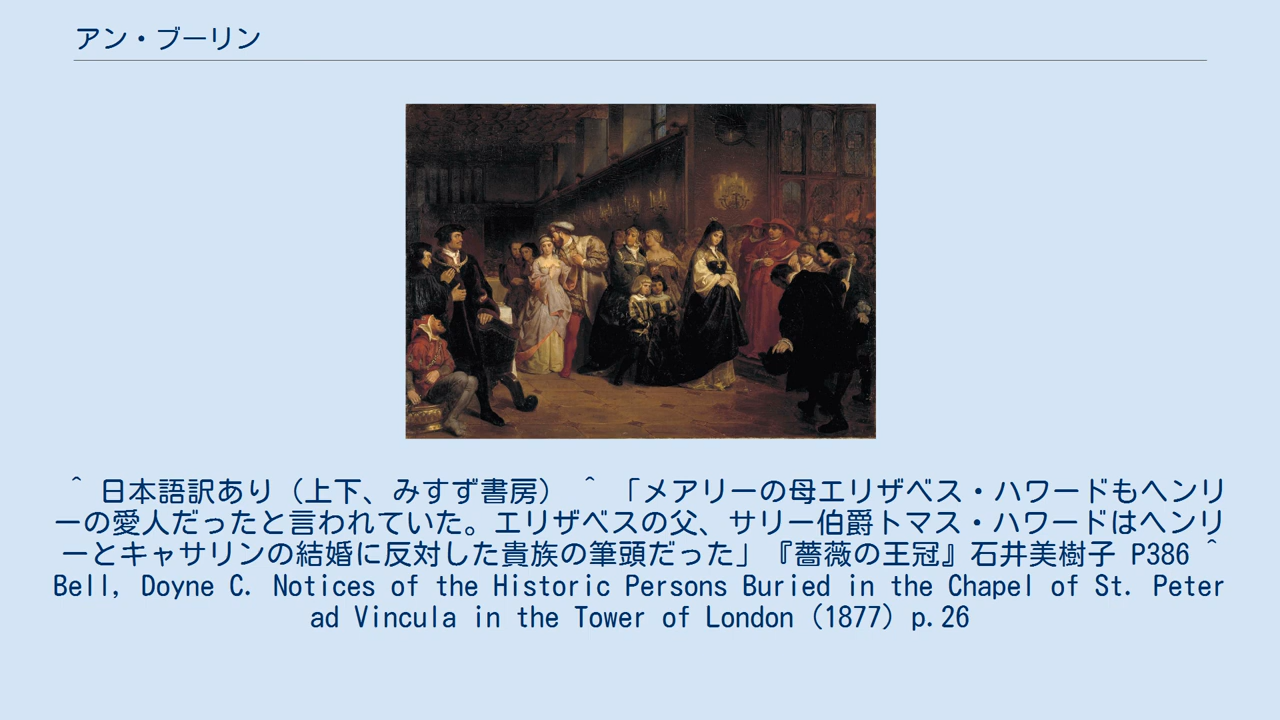 アン・ブーリン
^ 日本語訳あり（上下、みすず書房） ^ 「メアリーの母エリザベス・ハワードもヘンリ
ーの愛人だったと言われていた。エリザベスの父、サリー伯爵トマス・ハワードはヘンリ
ーとキャサリンの結婚に反対した貴族の筆頭だった」『薔薇の王冠』石井美樹子 P386 ^
Bell, Doyne C. Notices of the Historic Persons Buried in the Chapel of St. Peter
ad Vincula in the Tower of London (1877) p.26